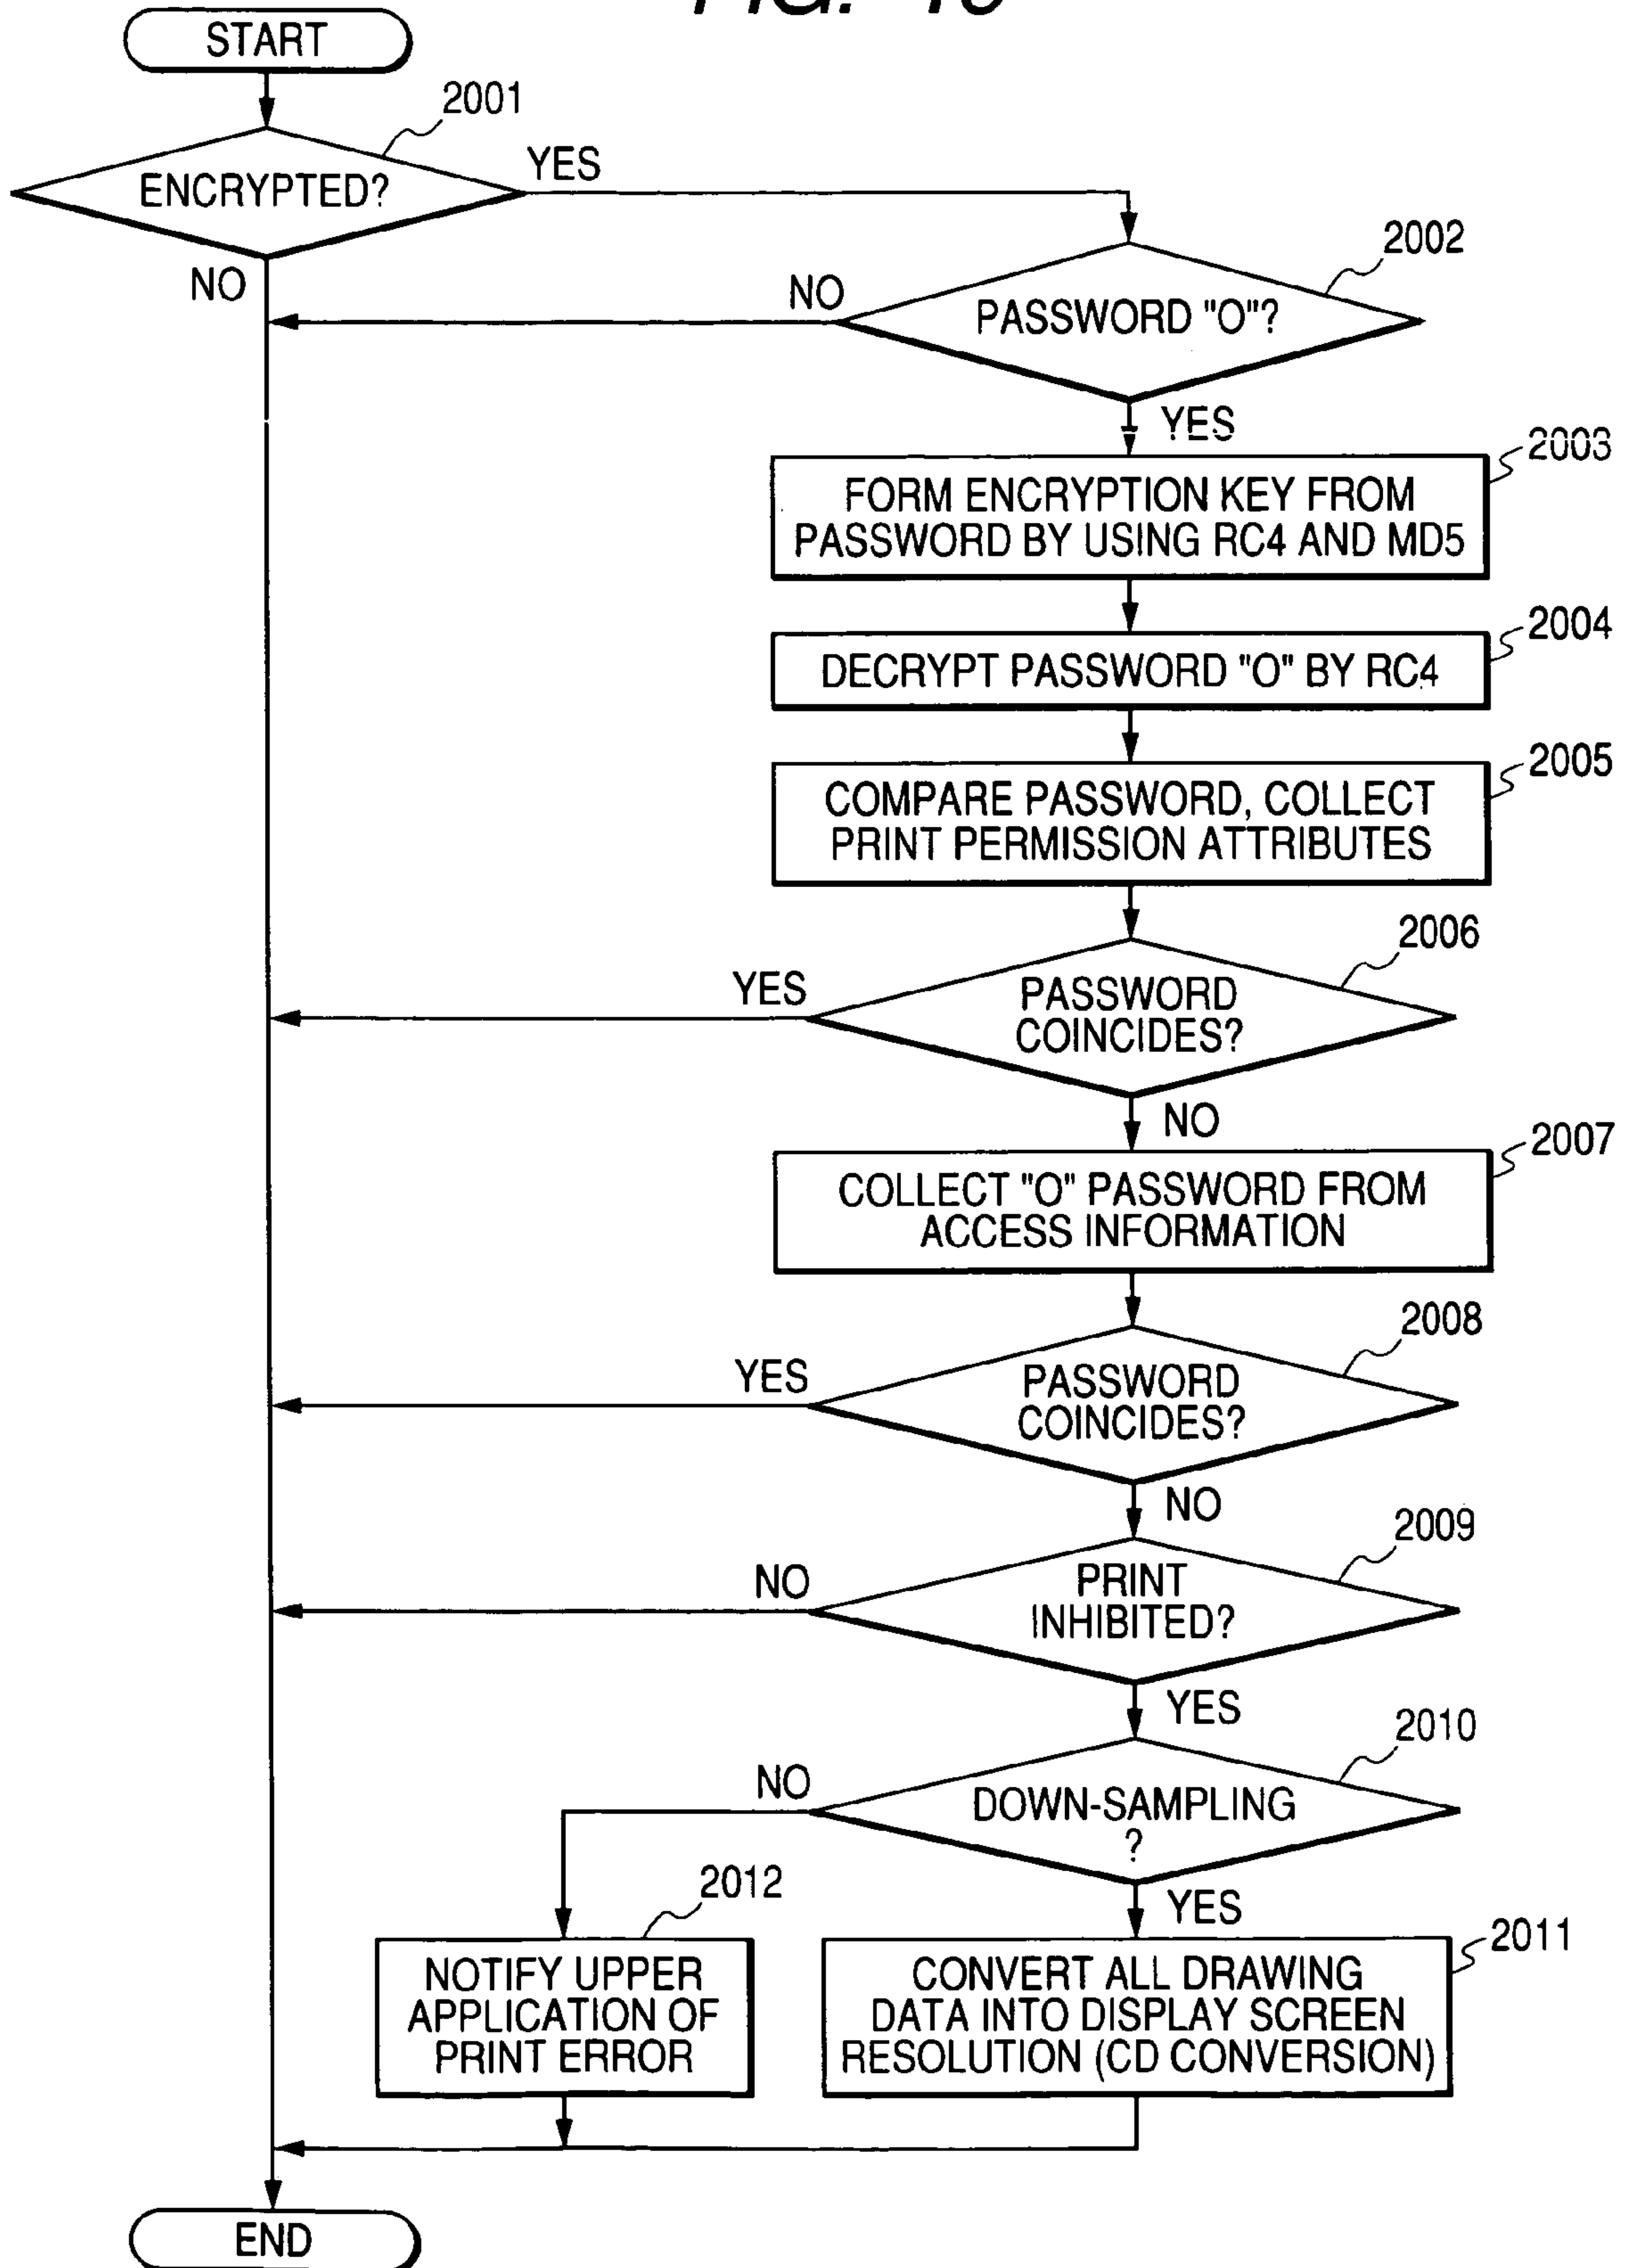 START
2001
ENCRYPTED?
YES
NO
2002
PASSWORD "O"?
NO
YES
2003
FORM ENCRYPTION KEY FROM
PASSWORD BY USING RC4 AND MD5
2004
DECRYPT PASSWORD "O" BY RC4
2005
COMPARE PASSWORD, COLLECT
PRINT PERMISSION ATTRIBUTES
2006
PASSWORD
COINCIDES?
YES
NO
2007
COLLECT "O" PASSWORD FROM
ACCESS INFORMATION
2008
PASSWORD
COINCIDES?
YES
NO
2009
PRINT
INHIBITED?
NO
YES
2010
DOWN-SAMPLING
?
NO
YES
2012
NOTIFY UPPER
APPLICATION OF
PRINT ERROR
2011
CONVERT ALL DRAWING
DATA INTO DISPLAY SCREEN
RESOLUTION (CD CONVERSION)
END